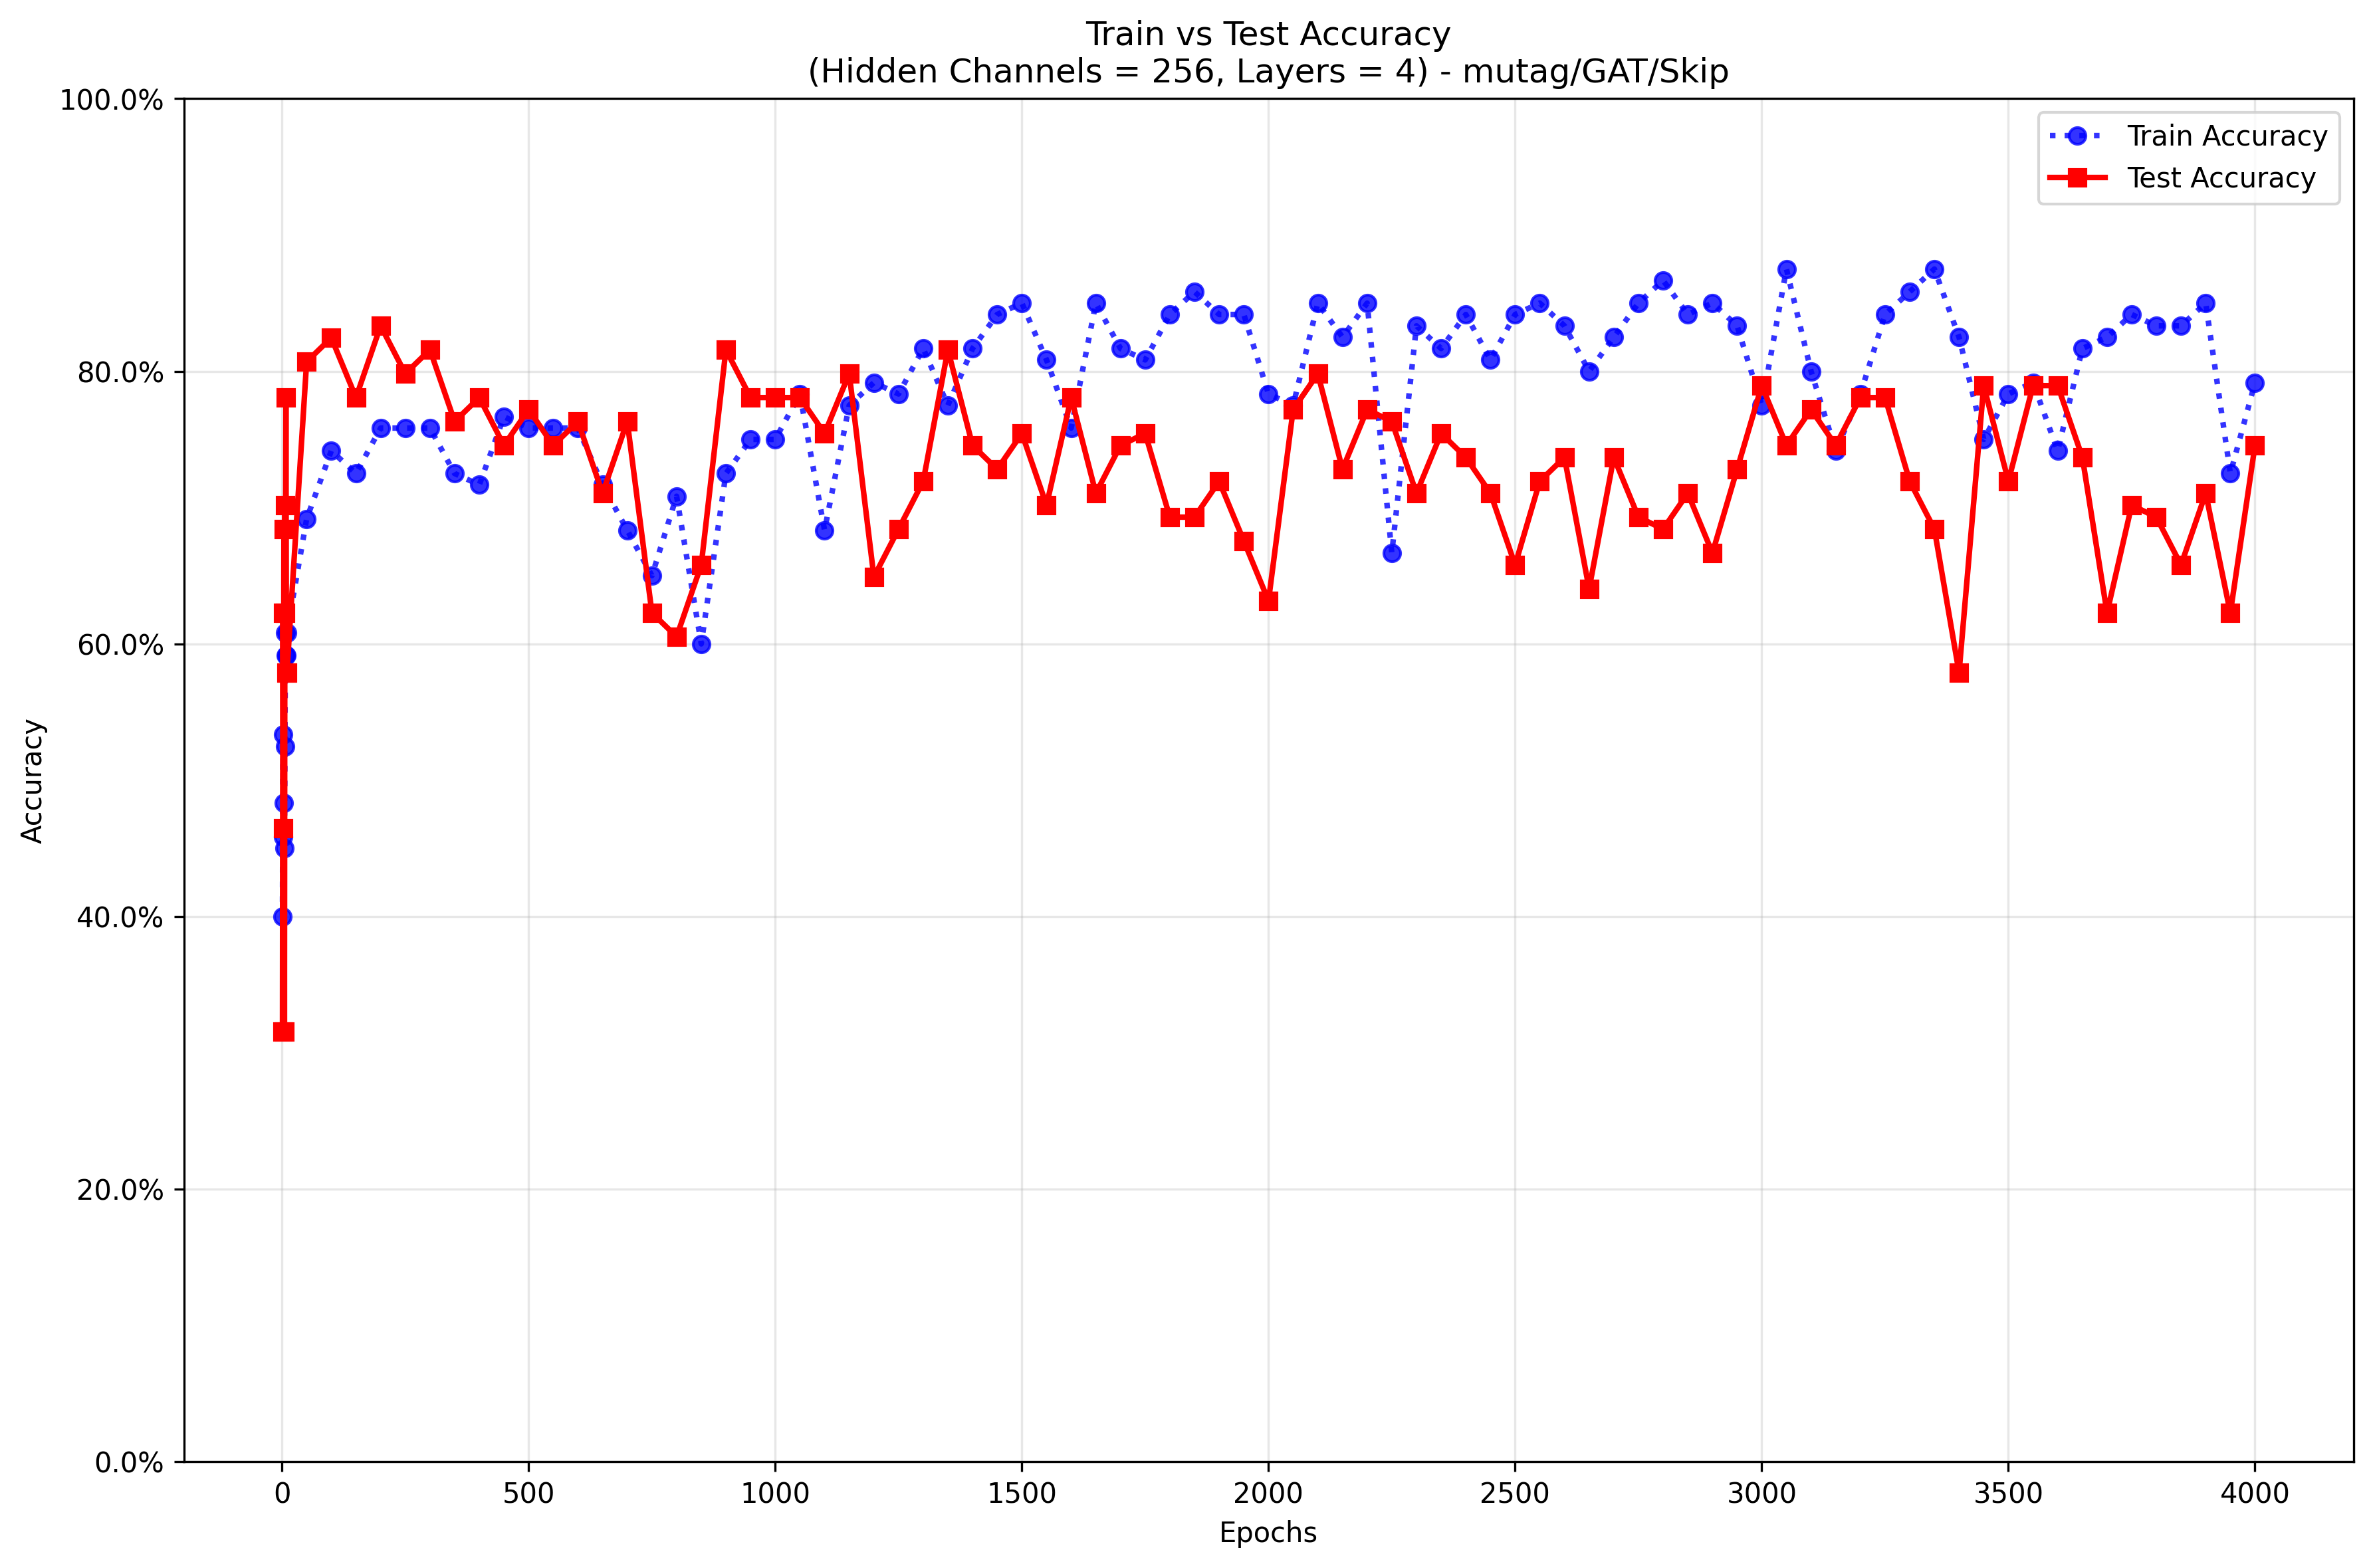 Train vs Test Accuracy
(Hidden Channels = 256, Layers = 4) - mutag/GAT/Skip
100.0%
80.0%
60.0%
40.0%
20.0%
0.0%
Accuracy
Train Accuracy
Test Accuracy
0 500 1000 1500 2000 2500 3000 3500 4000
Epochs